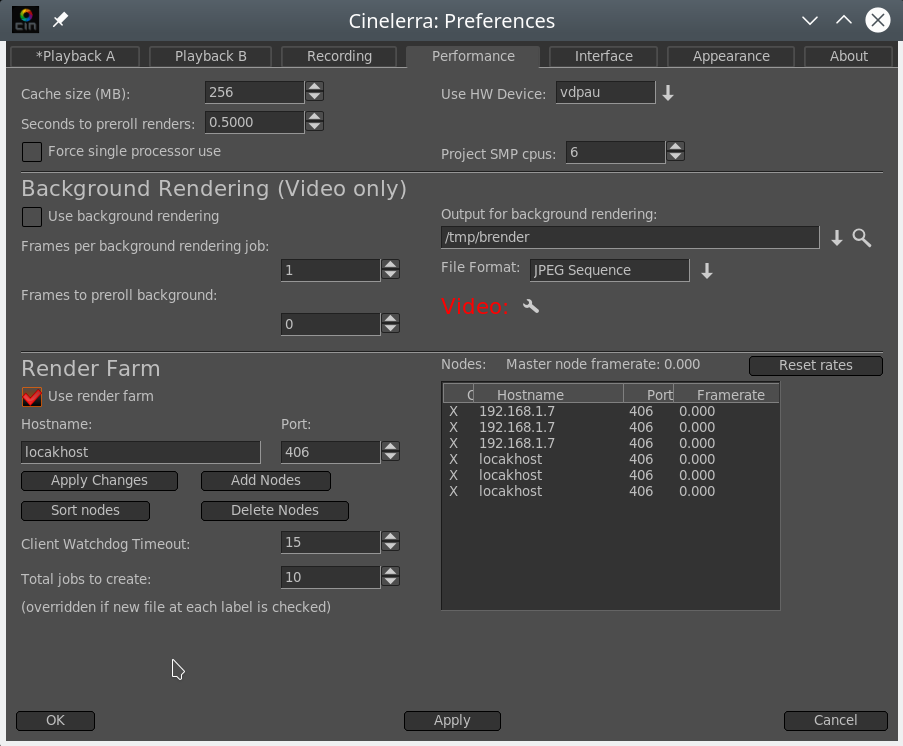 cin
Cinelerra: Preferences
*Playback A
Playback B
Recording
Performance
Interface
Appearance
About
Cache size (MB):
256
Use HW Device:
vdpau
Seconds to preroll renders:
0.5000
Force single processor use
Project SMP cpus:
6
Background Rendering (Video only)
Use background rendering
Output for background rendering:
/tmp/brender
Frames per background rendering job:
1
File Format:
JPEG Sequence
Frames to preroll background:
0
Video:
Render Farm
Nodes:
Master node framerate: 0.000
Reset rates
Use render farm
Hostname:
Port:
locakhost
406
Apply Changes
Add Nodes
Sort nodes
Delete Nodes
Client Watchdog Timeout:
15
Total jobs to create:
10
(overridden if new file at each label is checked)
Hostname Port Framerate
X 192.168.1.7 406 0.000
X 192.168.1.7 406 0.000
X 192.168.1.7 406 0.000
X locakhost 406 0.000
X locakhost 406 0.000
X locakhost 406 0.000
OK
Apply
Cancel